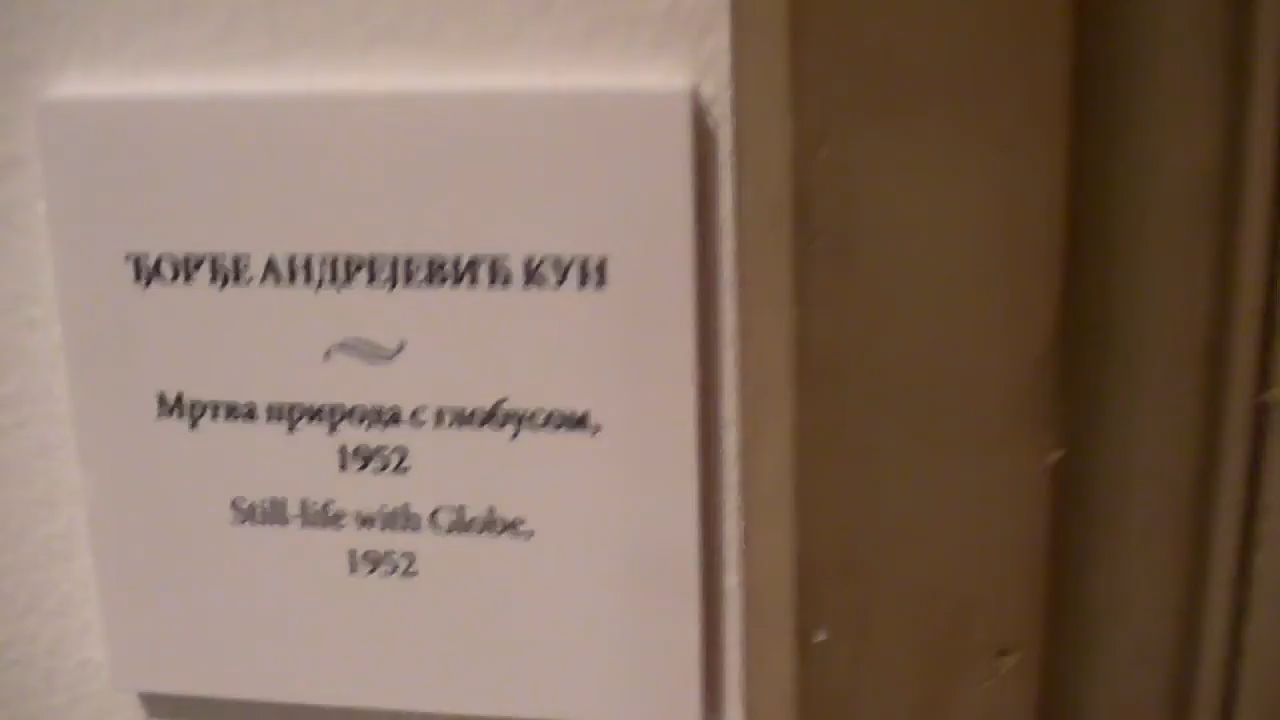 ЂОРЂЕ АНДРЕЈЕВИЋ КУН
Мртва природа с глобусом,
1952
Still-life with Globe,
1952